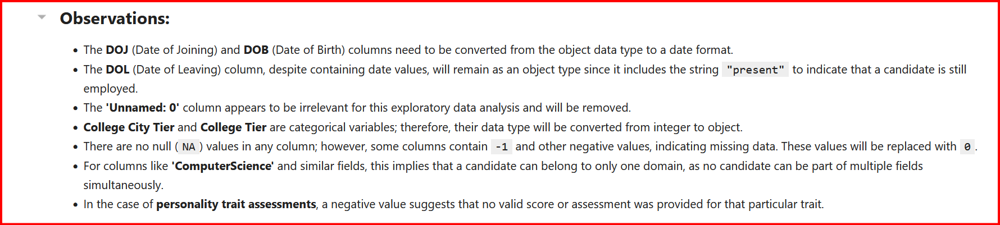 Observations:
• The DOJ (Date of Joining) and DOB (Date of Birth) columns need to be converted from the object data type to a date format.
• The DOL (Date of Leaving) column, despite containing date values, will remain as an object type since it includes the string "present" to indicate that a candidate is still
employed.
• The 'Unnamed: 0' column appears to be irrelevant for this exploratory data analysis and will be removed.
• College City Tier and College Tier are categorical variables; therefore, their data type will be converted from integer to object.
• There are no null ( NA ) values in any column; however, some columns contain -1 and other negative values, indicating missing data. These values will be replaced with 0 .
• For columns like 'ComputerScience' and similar fields, this implies that a candidate can belong to only one domain, as no candidate can be part of multiple fields
simultaneously.
• In the case of personality trait assessments, a negative value suggests that no valid score or assessment was provided for that particular trait.